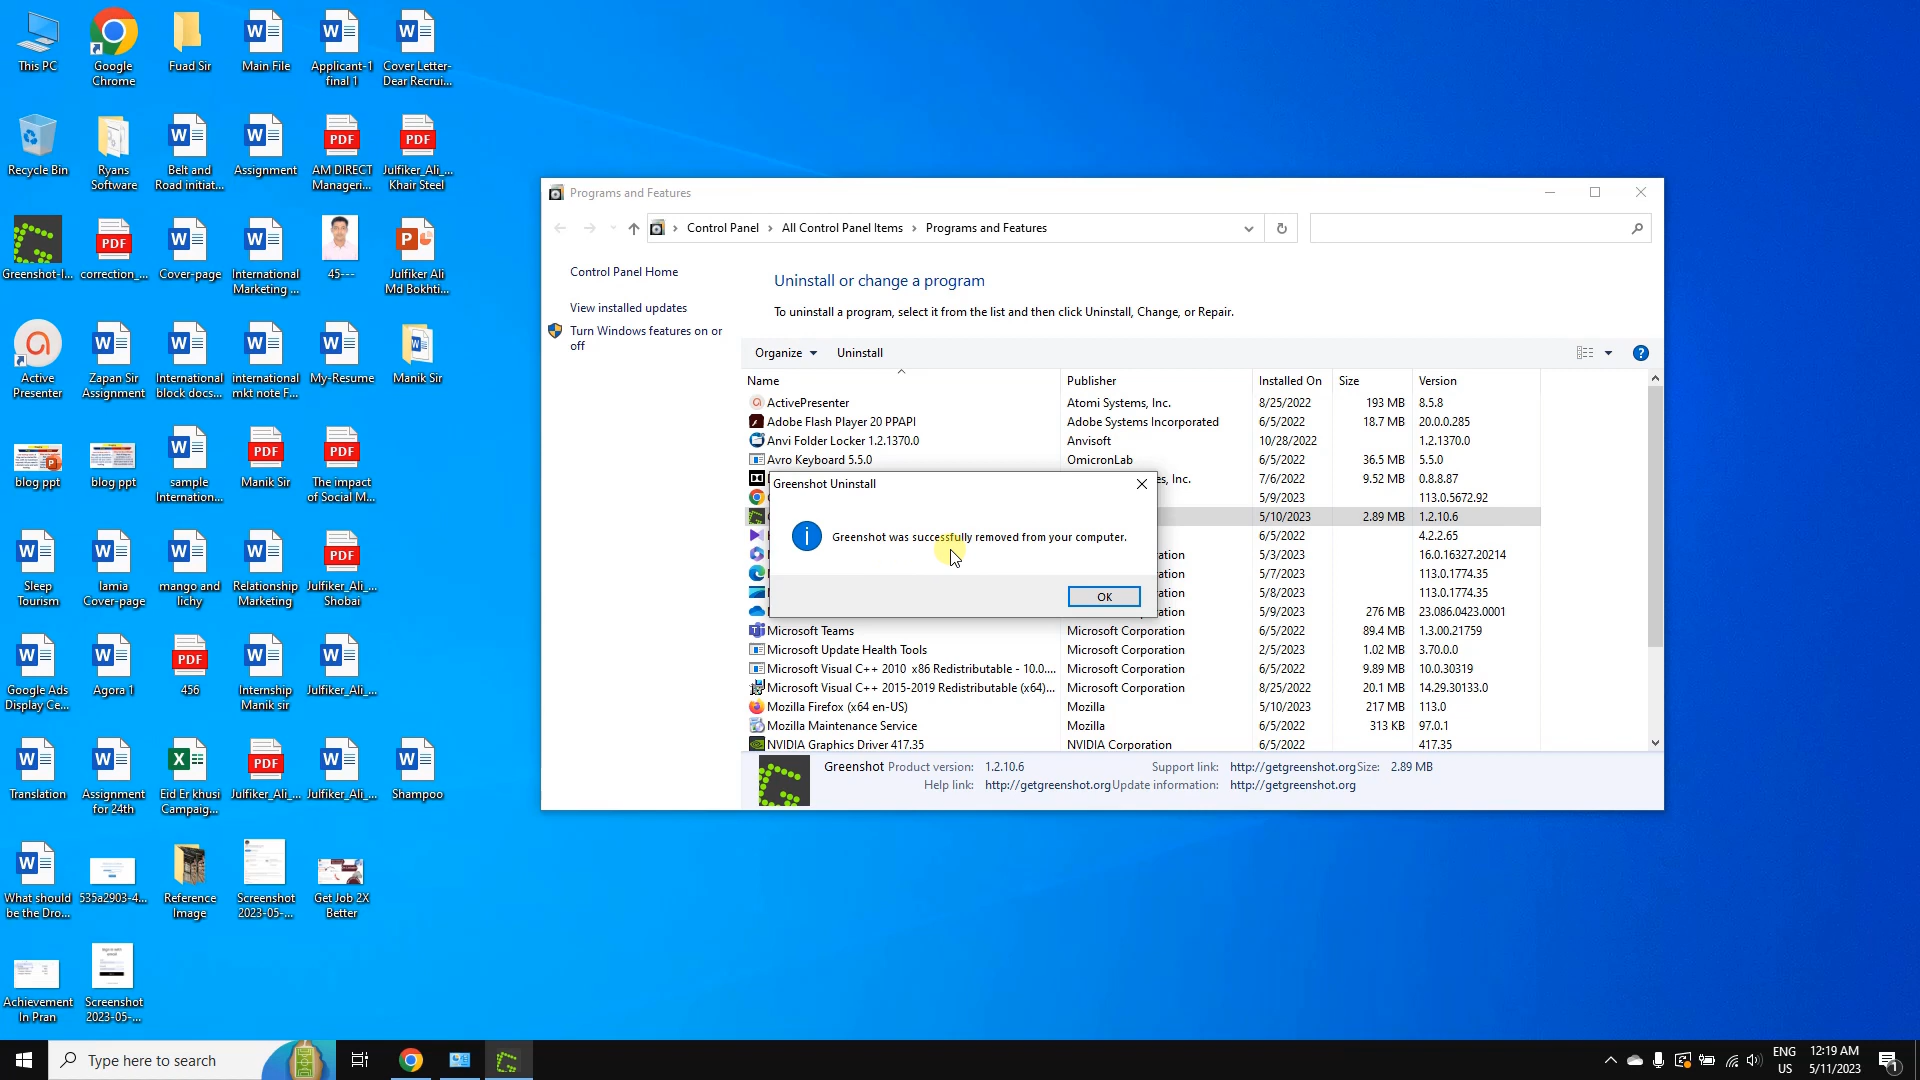 This PC
Google
Chrome
Fuad Sir
Main File
Applicant-1
final 1
Cover Letter-
Dear Recrui...
Recycle Bin
Ryans
Software
Belt and
Road initiat...
Assignment
AM DIRECT
Manageri...
Julfiker_Ali_...
Khair Steel
Greenshot-I...
correction_...
Cover-page
International
Marketing ...
45---
Julfiker Ali
Md Bokhti...
Active
Presenter
Zapan Sir
Assignment
International
block docs...
international
mkt note F...
My-Resume
Manik Sir
blog ppt
blog ppt
sample
Internation...
Manik Sir
The impact
of Social M...
Sleep
Tourism
lamia
Cover-page
mango and
lichy
Relationship
Marketing
Julfiker_Ali_...
Shobai
Google Ads
Display Ce...
Agora 1
456
Internship
Manik sir
Julfiker_Ali_...
Translation
Assignment
for 24th
Eid Er khusi
Campaig...
Julfiker_Ali_...
Julfiker_Ali_...
Shampoo
What should
be the Dro...
535a2903-4...
Reference
Image
Screenshot
2023-05-...
Get Job 2X
Better
Achievement
In Pran
Screenshot
2023-05-...
Programs and Features
Control Panel > All Control Panel Items > Programs and Features
Control Panel Home
View installed updates
Turn Windows features on or
off
Uninstall or change a program
To uninstall a program, select it from the list and then click Uninstall, Change, or Repair.
Organize Uninstall
Name Publisher Installed On Size Version
ActivePresenter Atomi Systems, Inc. 8/25/2022 193 MB 8.5.8
Adobe Flash Player 20 PPAPI Adobe Systems Incorporated 6/5/2022 18.7 MB 20.0.0.285
Anvi Folder Locker 1.2.1370.0 Anvisoft 10/28/2022 1.2.1370.0
Avro Keyboard 5.5.0 OmicronLab 6/5/2022 36.5 MB 5.5.0
es, Inc. 7/6/2022 9.52 MB 0.8.8.87
5/9/2023 113.0.5672.92
5/10/2023 2.89 MB 1.2.10.6
6/5/2022 4.2.2.65
ration 5/3/2023 16.0.16327.20214
ration 5/7/2023 113.0.1774.35
ration 5/8/2023 113.0.1774.35
ration 5/9/2023 276 MB 23.086.0423.0001
Microsoft Teams Microsoft Corporation 6/5/2022 89.4 MB 1.3.00.21759
Microsoft Update Health Tools Microsoft Corporation 2/5/2023 1.02 MB 3.70.0.0
Microsoft Visual C++ 2010 x86 Redistributable - 10.0.... Microsoft Corporation 6/5/2022 9.89 MB 10.0.30319
Microsoft Visual C++ 2015-2019 Redistributable (x64)... Microsoft Corporation 8/25/2022 20.1 MB 14.29.30133.0
Mozilla Firefox (x64 en-US) Mozilla 5/10/2023 217 MB 113.0
Mozilla Maintenance Service Mozilla 6/5/2022 313 KB 97.0.1
NVIDIA Graphics Driver 417.35 NVIDIA Corporation 6/5/2022 417.35
Greenshot Uninstall
Greenshot was successfully removed from your computer.
OK
Greenshot Product version: 1.2.10.6 Support link: http://getgreenshot.org Size: 2.89 MB
Help link: http://getgreenshot.org Update information: http://getgreenshot.org
Type here to search
ENG
US
12:19 AM
5/11/2023
1